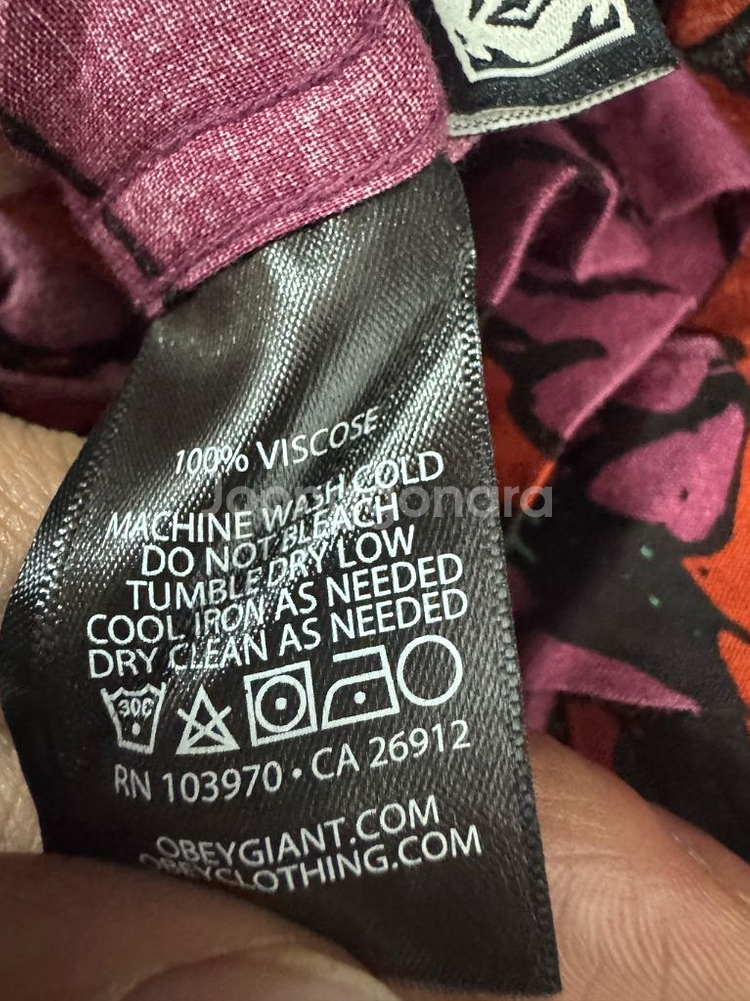 100% VISCOSE
MACHINE WASH COLD
DO NOT BLEACH
TUMBLE DRY LOW
COOL IRON AS NEEDED
DRY CLEAN AS NEEDED
30C
RN 103970 • CA 26912
OBEYGIANT.COM
OBEYCLOTHING.COM
Joonggonara